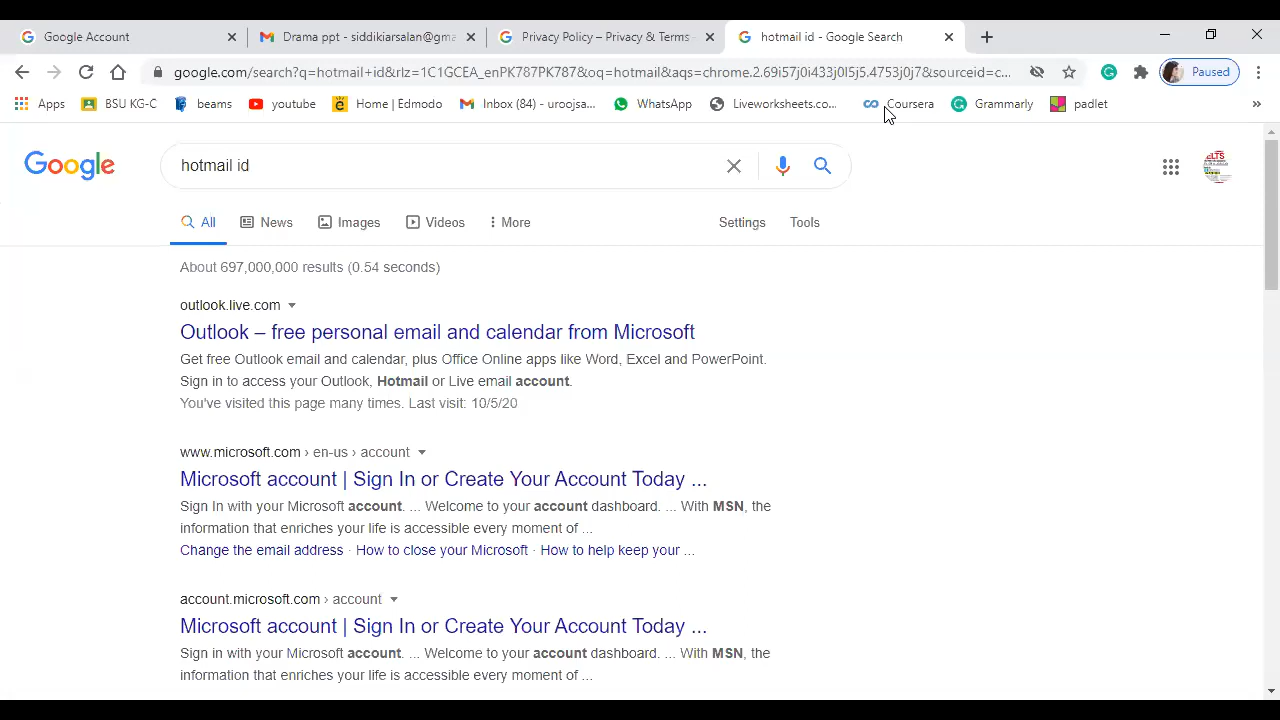 Google Account
Drama ppt - siddikiarsalan@gma
Privacy Policy – Privacy & Terms -
hotmail id - Google Search
google.com/search?q=hotmail+id&rlz=1C1GCEA_enPK787PK787&oq=hotmail&aqs=chrome.2.69i57j0i433j0l5j5.4753j0j7&sourceid=c...
Paused
Apps
BSU KG-C
beams
youtube
Home | Edmodo
Inbox (84) - uroojsa...
WhatsApp
Liveworksheets.co...
Coursera
Grammarly
padlet
»
Google
hotmail id
IELTS
All
News
Images
Videos
More
Settings
Tools
About 697,000,000 results (0.54 seconds)
outlook.live.com
Outlook – free personal email and calendar from Microsoft
Get free Outlook email and calendar, plus Office Online apps like Word, Excel and PowerPoint.
Sign in to access your Outlook, Hotmail or Live email account.
You've visited this page many times. Last visit: 10/5/20
www.microsoft.com › en-us › account
Microsoft account | Sign In or Create Your Account Today ...
Sign In with your Microsoft account. ... Welcome to your account dashboard. ... With MSN, the
information that enriches your life is accessible every moment of ...
Change the email address · How to close your Microsoft · How to help keep your ...
account.microsoft.com › account
Microsoft account | Sign In or Create Your Account Today ...
Sign in with your Microsoft account. ... Welcome to your account dashboard. ... With MSN, the
information that enriches your life is accessible every moment of ...